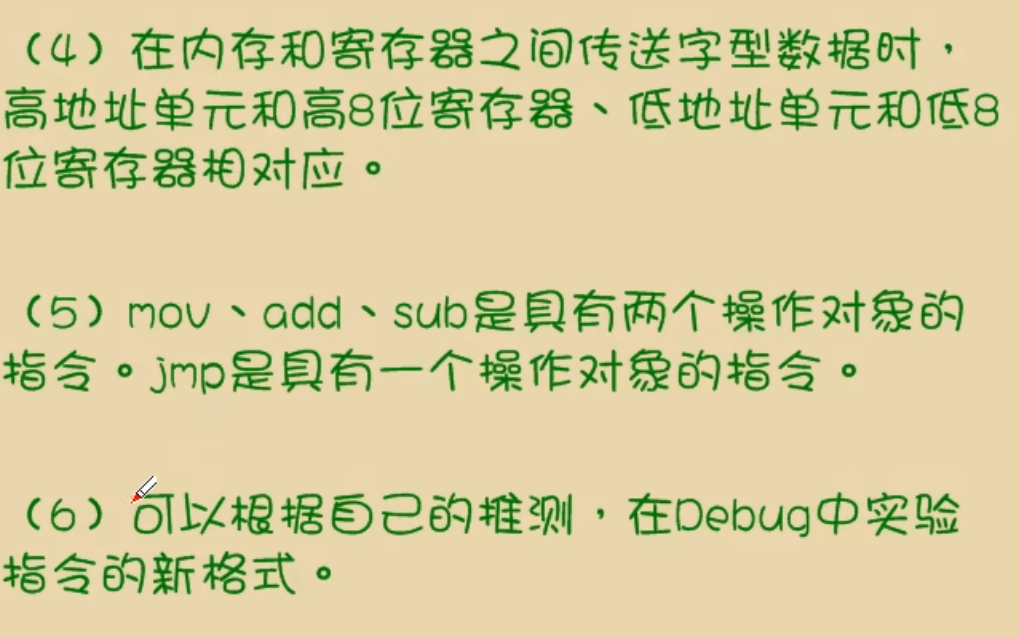 （4）在内存和寄存器之间传送字型数据时，
高地址单元和高8位寄存器、低地址单元和低8
位寄存器相对应。
（5）mov、add、sub是具有两个操作对象的
指令。jmp是具有一个操作对象的指令。
（6）可以根据自己的推测，在Debug中实验
指令的新格式。